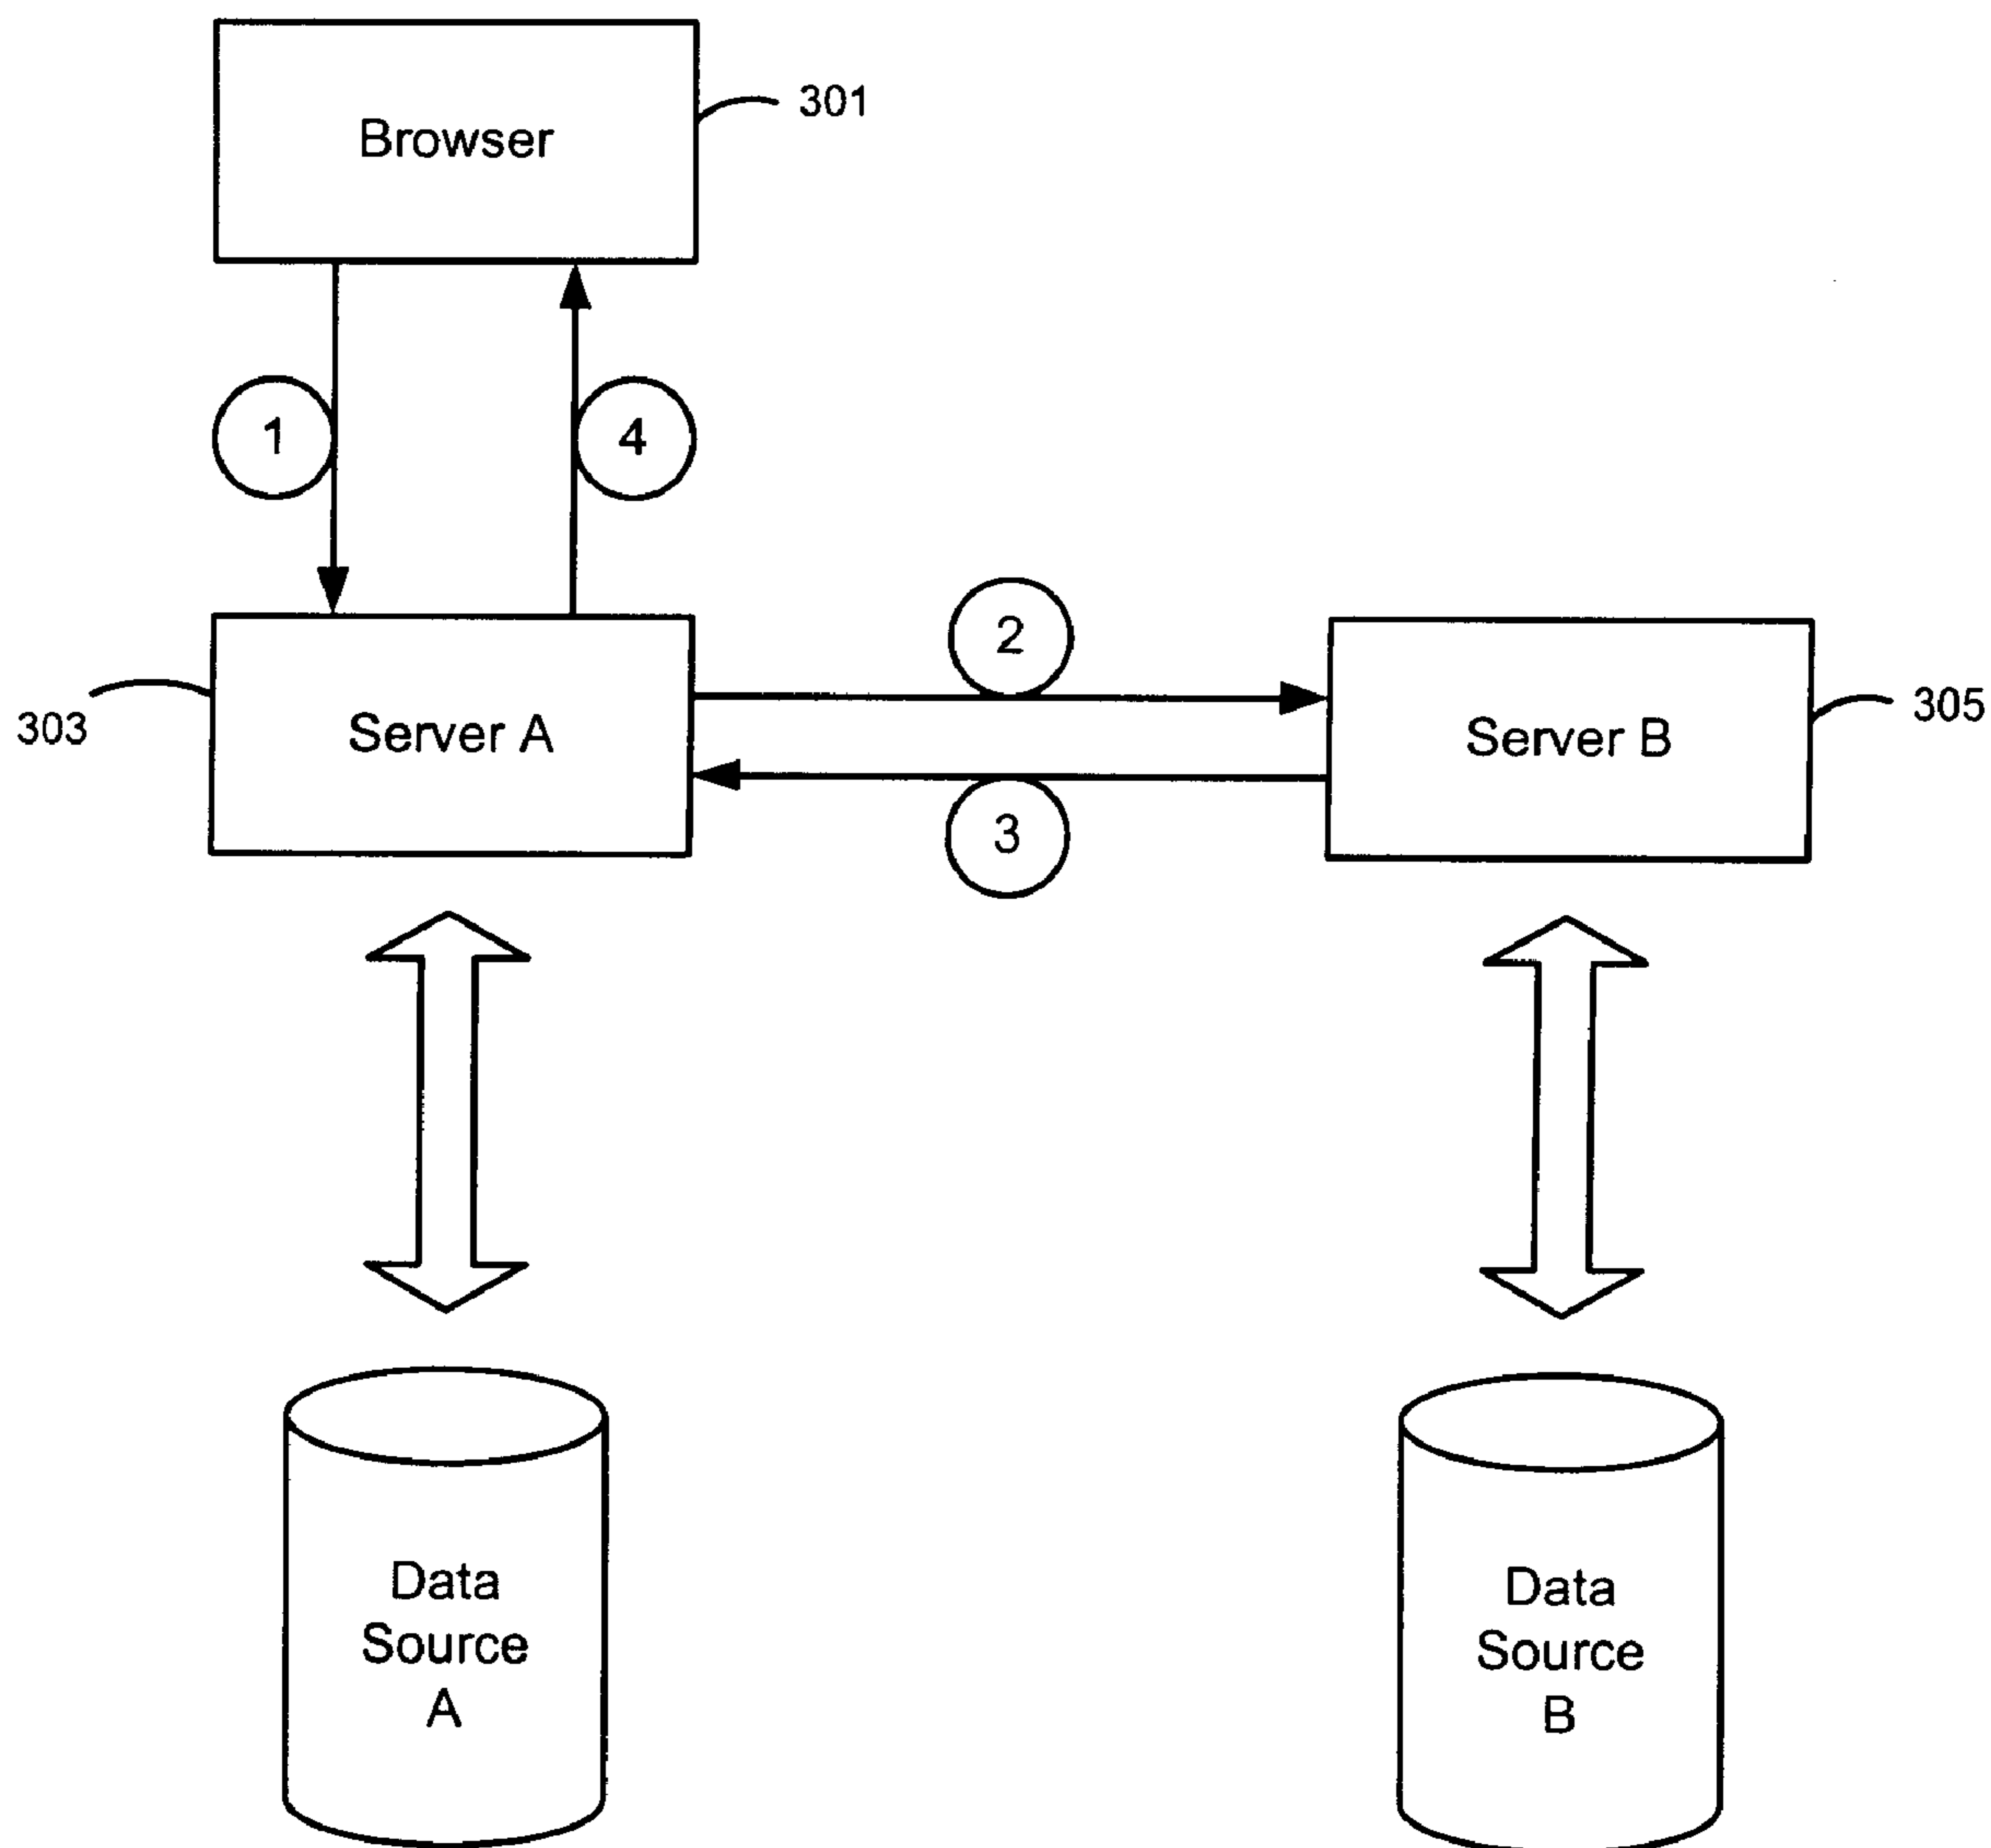 Browser
301
1
4
2
303
Server A
Server B
305
3
Data
Source
A
Data
Source
B